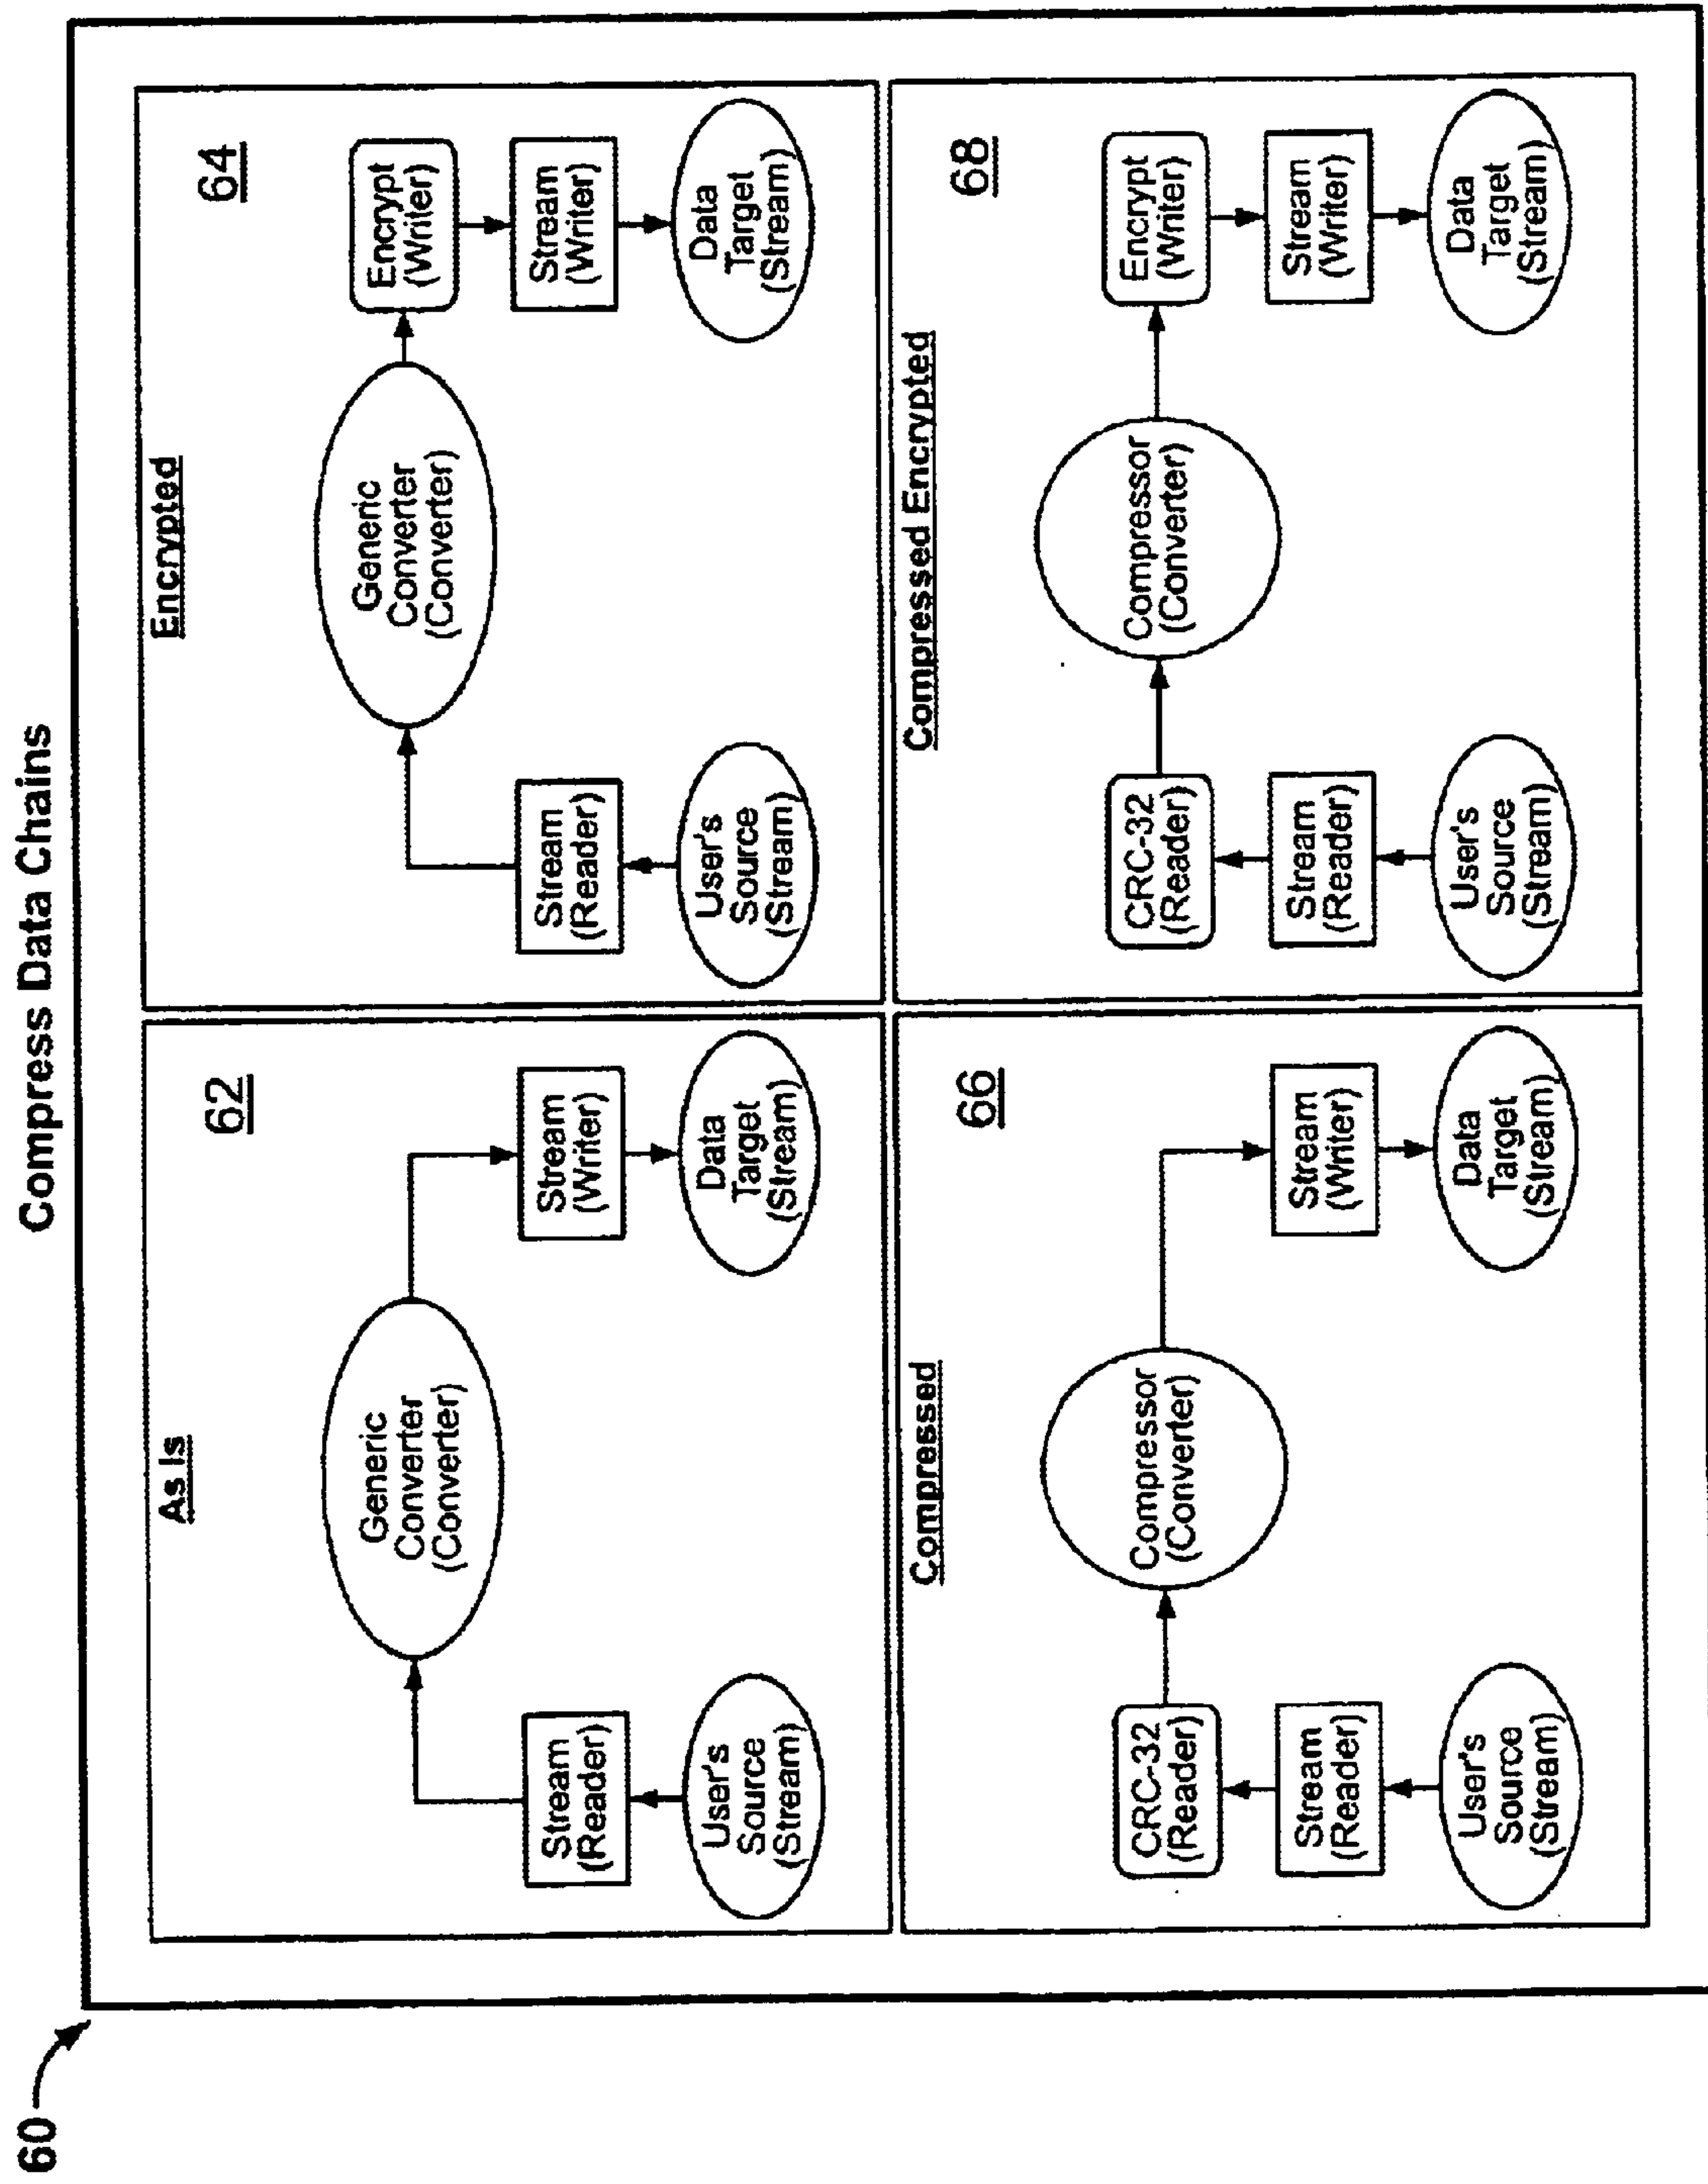 60
Compress Data Chains
As Is
62
Generic
Converter
(Converter)
Stream
(Reader)
User's
Source
(Stream)
Stream
(Writer)
Data
Target
(Stream)
Encrypted
64
Generic
Converter
(Converter)
Encrypt
(Writer)
Stream
(Reader)
User's
Source
(Stream)
Stream
(Writer)
Data
Target
(Stream)
Compressed
66
CRC-32
(Reader)
Compressor
(Converter)
Stream
(Reader)
User's
Source
(Stream)
Stream
(Writer)
Data
Target
(Stream)
Compressed Encrypted
68
CRC-32
(Reader)
Compressor
(Converter)
Encrypt
(Writer)
Stream
(Reader)
User's
Source
(Stream)
Stream
(Writer)
Data
Target
(Stream)